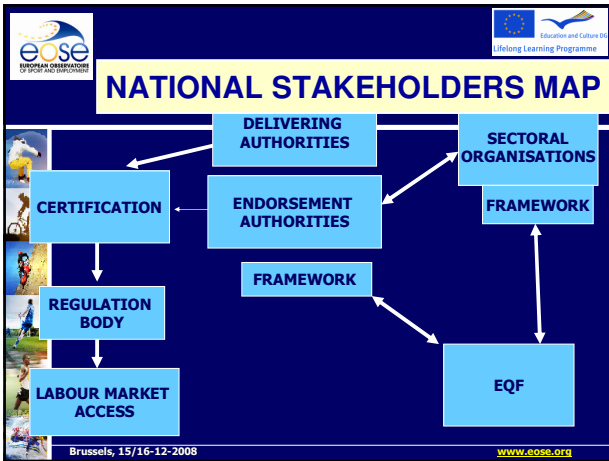 eose
EUROPEAN OBSERVATOIRE
OF SPORT AND EMPLOYMENT
Education and Culture DG
Lifelong Learning Programme
NATIONAL STAKEHOLDERS MAP
DELIVERING
AUTHORITIES
SECTORAL
ORGANISATIONS
CERTIFICATION
ENDORSEMENT
AUTHORITIES
FRAMEWORK
FRAMEWORK
REGULATION
BODY
EQF
LABOUR MARKET
ACCESS
Brussels, 15/16-12-2008
www.eose.org